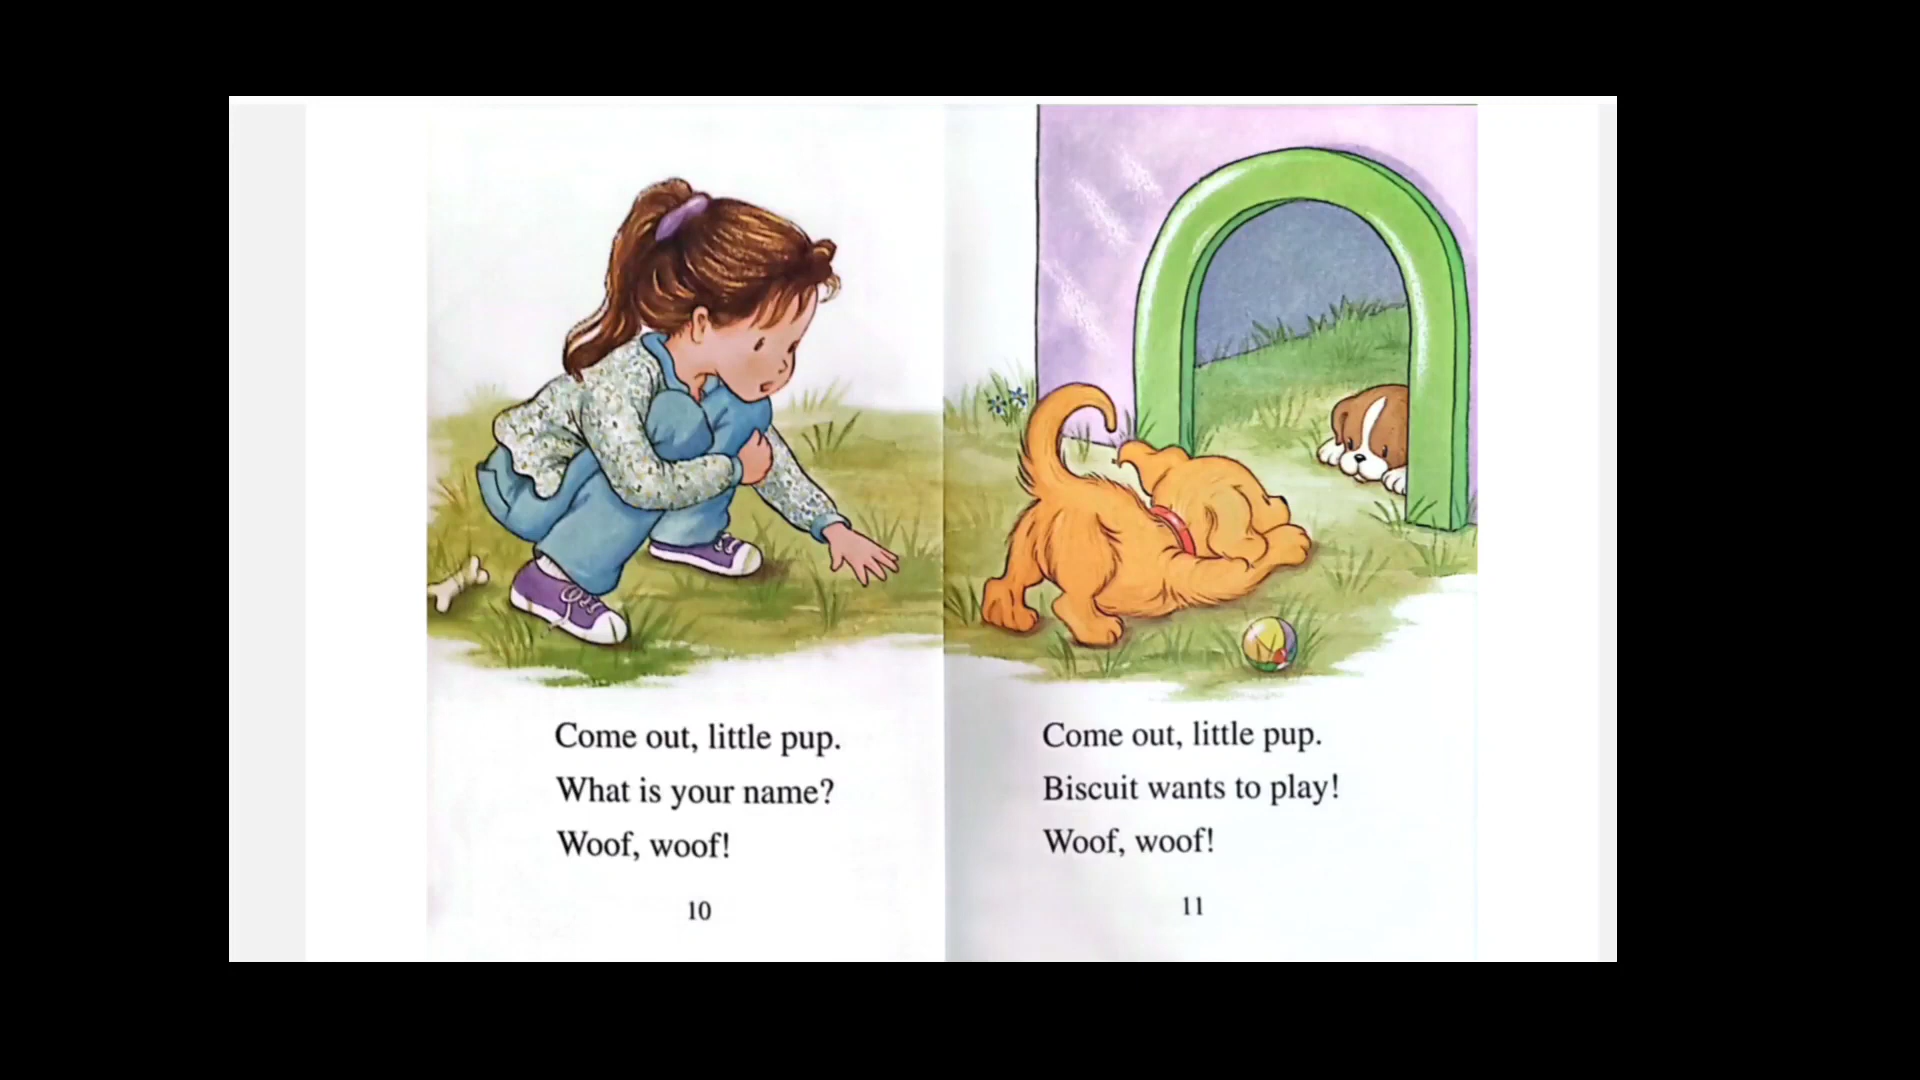 Come out, little pup.
What is your name?
Woof, woof!
10
Come out, little pup.
Biscuit wants to play!
Woof, woof!
11